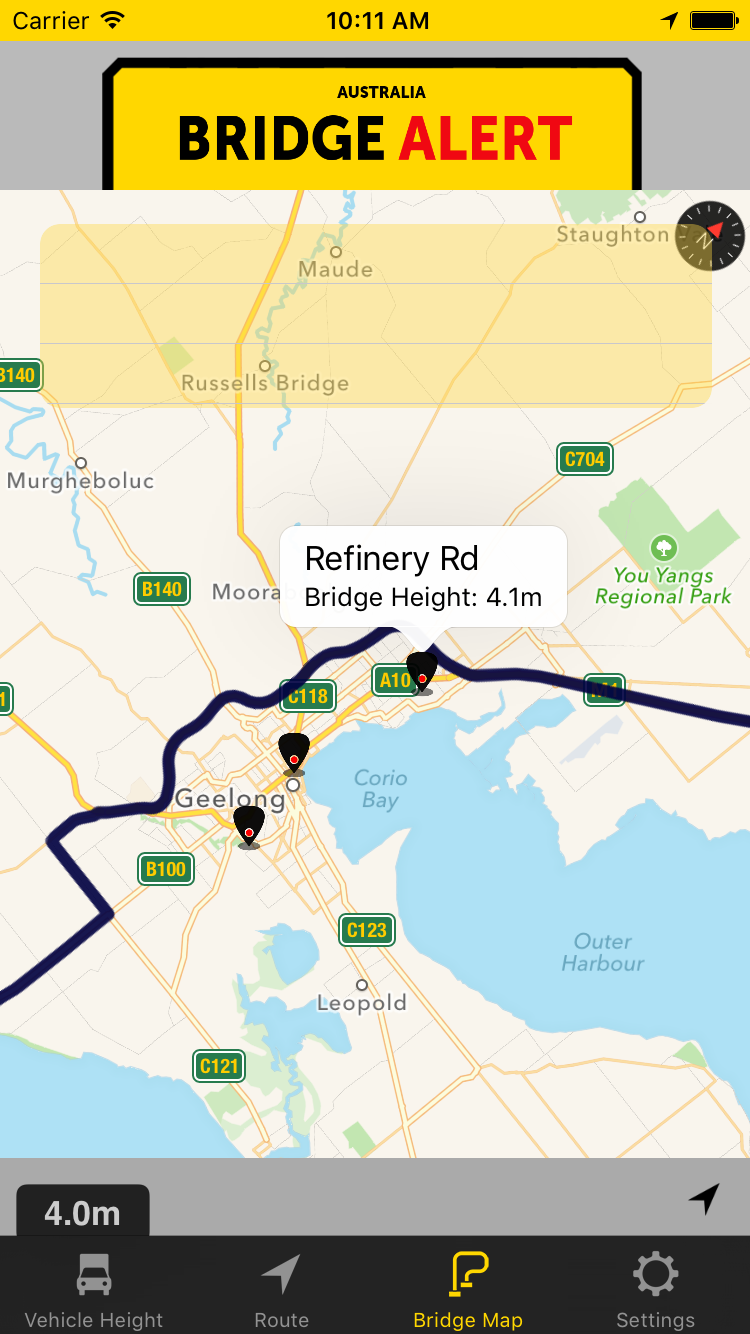 Carrier 10:11 AM
AUSTRALIA
BRIDGE ALERT
Staughton
N
Maude
B140
Russells Bridge
C704
Murgheboluc
You Yangs
Regional Park
Refinery Rd
Bridge Height: 4.1m
B140
Moora
A10
C118
M1
1
Corio
Bay
Geelong
B100
C123
Outer
Harbour
Leopold
C121
4.0m
Vehicle Height Route Bridge Map Settings